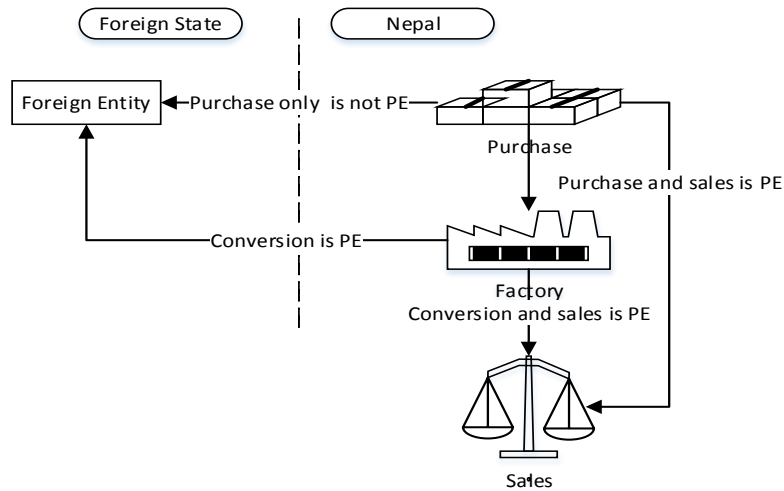 Foreign State
Nepal
Foreign Entity
Purchase only is not PE
Purchase
Purchase and sales is PE
Conversion is PE
Factory
Conversion and sales is PE
Sales